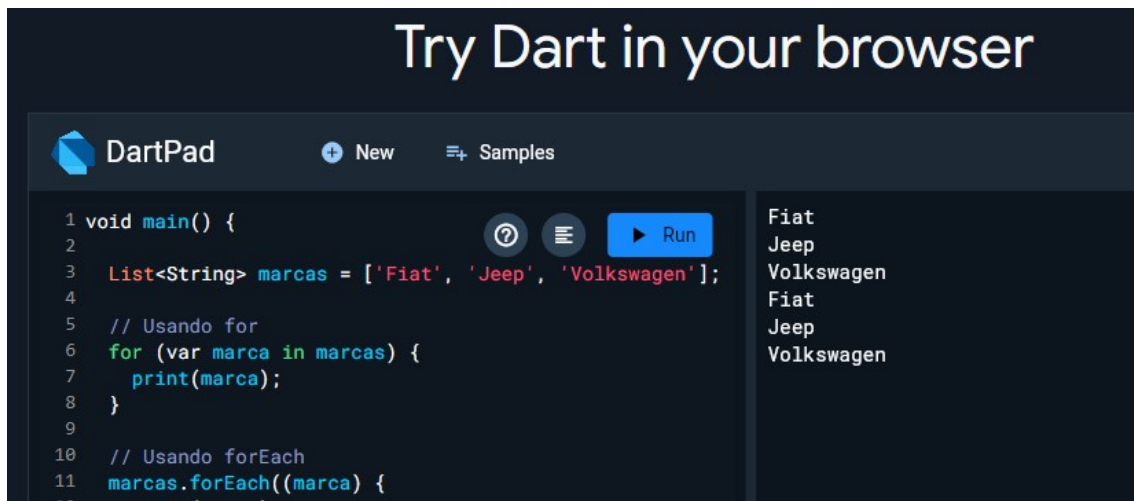 Try Dart in your browser
DartPad
New
Samples
Run
1 void main() {
2
3 List<String> marcas = ['Fiat', 'Jeep', 'Volkswagen'];
4
5 // Usando for
6 for (var marca in marcas) {
7 print(marca);
8 }
9
10 // Usando forEach
11 marcas.forEach((marca) {
Fiat
Jeep
Volkswagen
Fiat
Jeep
Volkswagen